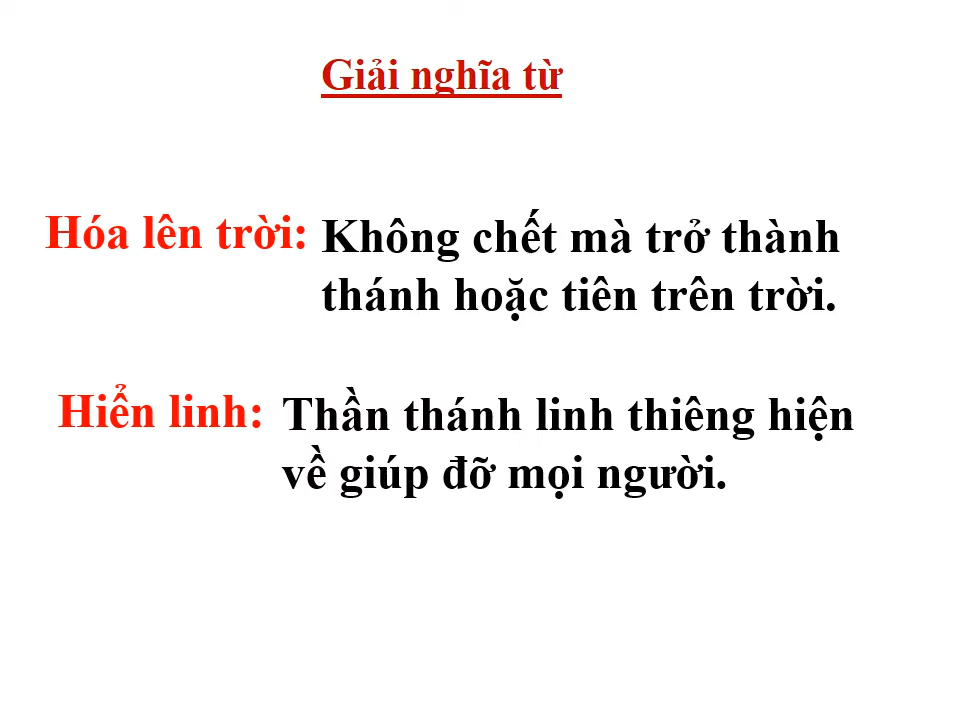 Giải nghĩa từ
Hóa lên trời: Không chết mà trở thành
thánh hoặc tiên trên trời.
Hiển linh: Thần thánh linh thiêng hiện
về giúp đỡ mọi người.